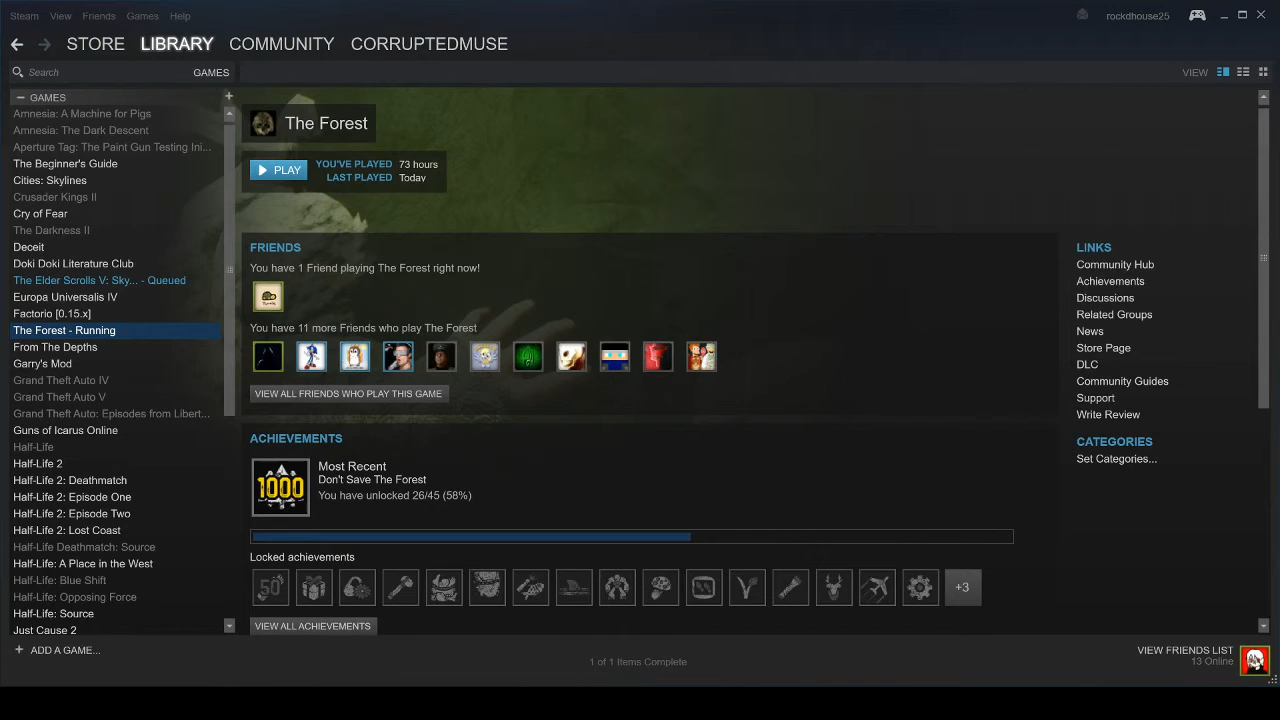 Steam View Friends Games Help
rockdhouse25
STORE LIBRARY COMMUNITY CORRUPTEDMUSE
Search GAMES
VIEW
GAMES
Amnesia: A Machine for Pigs
Amnesia: The Dark Descent
Aperture Tag: The Paint Gun Testing Ini...
The Beginner's Guide
Cities: Skylines
Crusader Kings II
Cry of Fear
The Darkness II
Deceit
Doki Doki Literature Club
The Elder Scrolls V: Sky... - Queued
Europa Universalis IV
Factorio [0.15.x]
The Forest - Running
From The Depths
Garry's Mod
Grand Theft Auto IV
Grand Theft Auto V
Grand Theft Auto: Episodes from Libert...
Guns of Icarus Online
Half-Life
Half-Life 2
Half-Life 2: Deathmatch
Half-Life 2: Episode One
Half-Life 2: Episode Two
Half-Life 2: Lost Coast
Half-Life Deathmatch: Source
Half-Life: A Place in the West
Half-Life: Blue Shift
Half-Life: Opposing Force
Half-Life: Source
Just Cause 2
+ ADD A GAME...
The Forest
PLAY
YOU'VE PLAYED 73 hours
LAST PLAYED Today
FRIENDS
You have 1 Friend playing The Forest right now!
You have 11 more Friends who play The Forest
VIEW ALL FRIENDS WHO PLAY THIS GAME
ACHIEVEMENTS
1000
Most Recent
Don't Save The Forest
You have unlocked 26/45 (58%)
Locked achievements
50
+3
VIEW ALL ACHIEVEMENTS
LINKS
Community Hub
Achievements
Discussions
Related Groups
News
Store Page
DLC
Community Guides
Support
Write Review
CATEGORIES
Set Categories...
1 of 1 Items Complete
VIEW FRIENDS LIST
13 Online